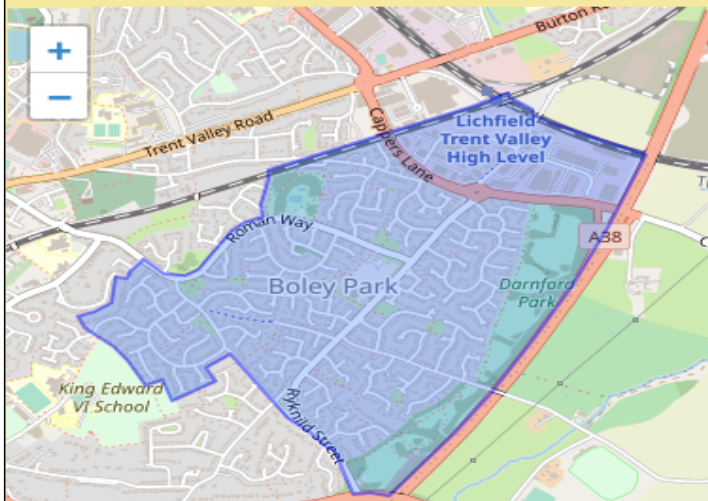 +
−
Burton R
Trent Valley Road
Cappers Lane
Lichfield
Trent Valley
High Level
Roman Way
A38
Boley Park
Darnford
Park
King Edward
VI School
Ryknild Street